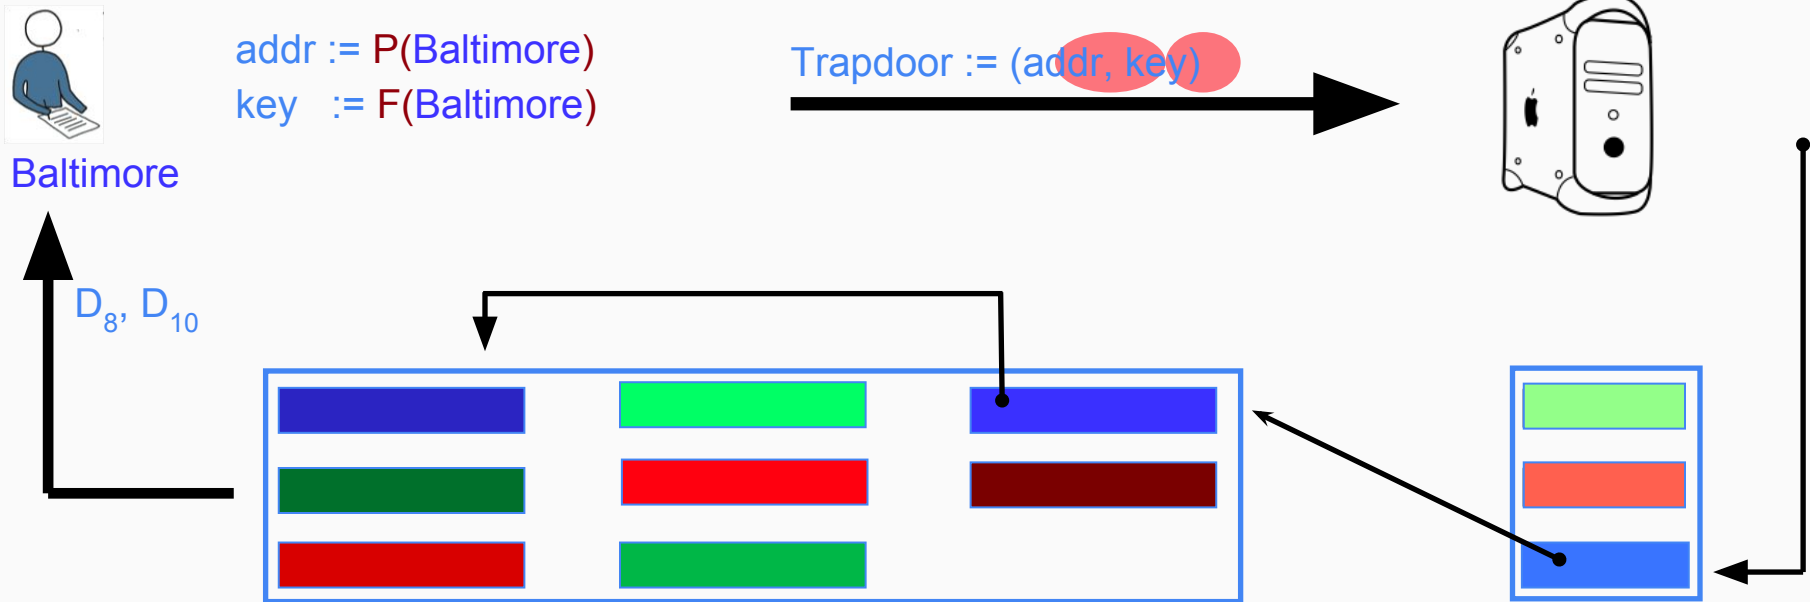 addr := P(Baltimore)
key := F(Baltimore)
Trapdoor := (addr, key)
Baltimore
D₈, D₁₀